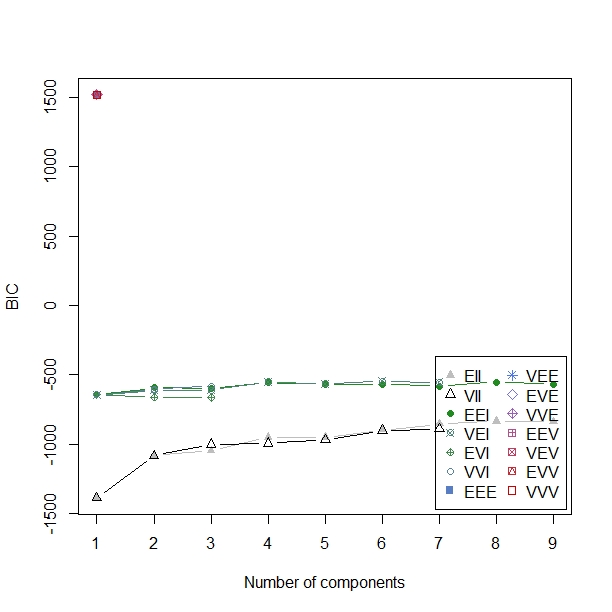 1500
1000
500
0
-500
-1000
-1500
BIC
EII VEE
VII EVE
EEI VVE
VEI EEV
EVI VEV
VVI EVV
EEE VVV
1 2 3 4 5 6 7 8 9
Number of components